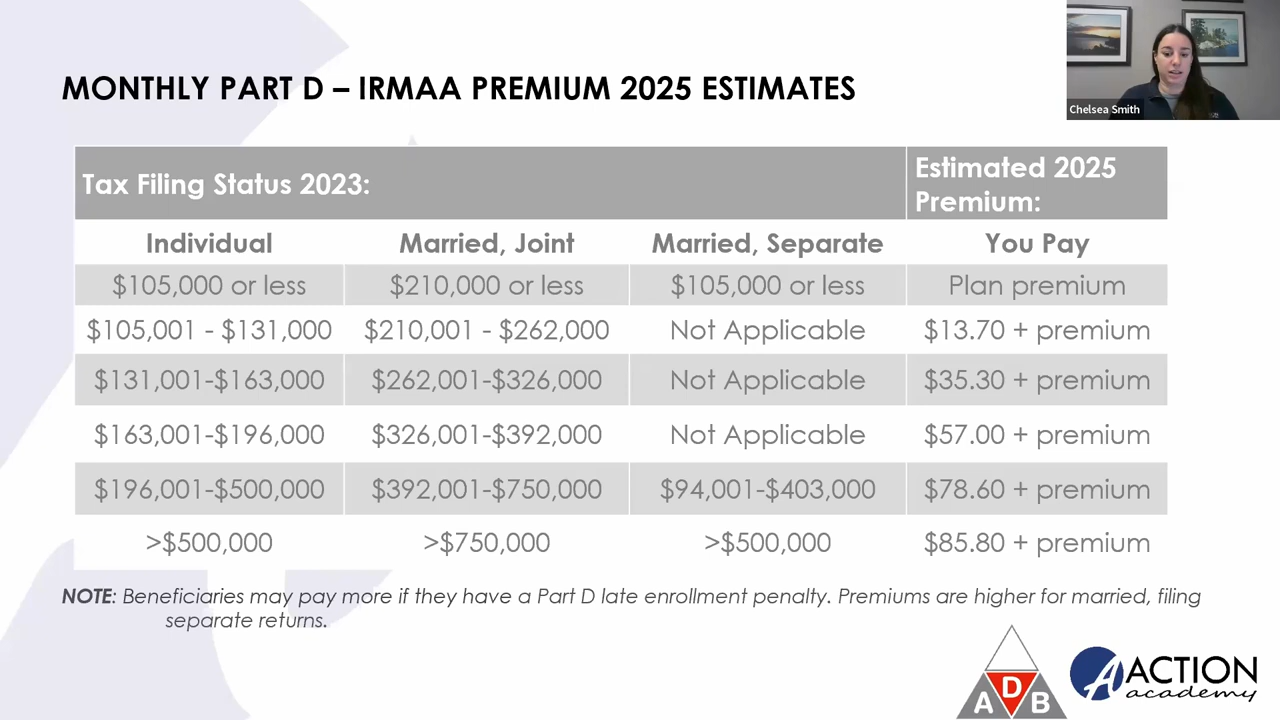 MONTHLY PART D – IRMAA PREMIUM 2025 ESTIMATES
Chelsea Smith
Tax Filing Status 2023:
Estimated 2025
Premium:
Individual Married, Joint Married, Separate You Pay
$105,000 or less $210,000 or less $105,000 or less Plan premium
$105,001 - $131,000 $210,001 - $262,000 Not Applicable $13.70 + premium
$131,001-$163,000 $262,001-$326,000 Not Applicable $35.30 + premium
$163,001-$196,000 $326,001-$392,000 Not Applicable $57.00 + premium
$196,001-$500,000 $392,001-$750,000 $94,001-$403,000 $78.60 + premium
>$500,000 >$750,000 >$500,000 $85.80 + premium
NOTE: Beneficiaries may pay more if they have a Part D late enrollment penalty. Premiums are higher for married, filing
separate returns.
A D B
A ACTION
academy